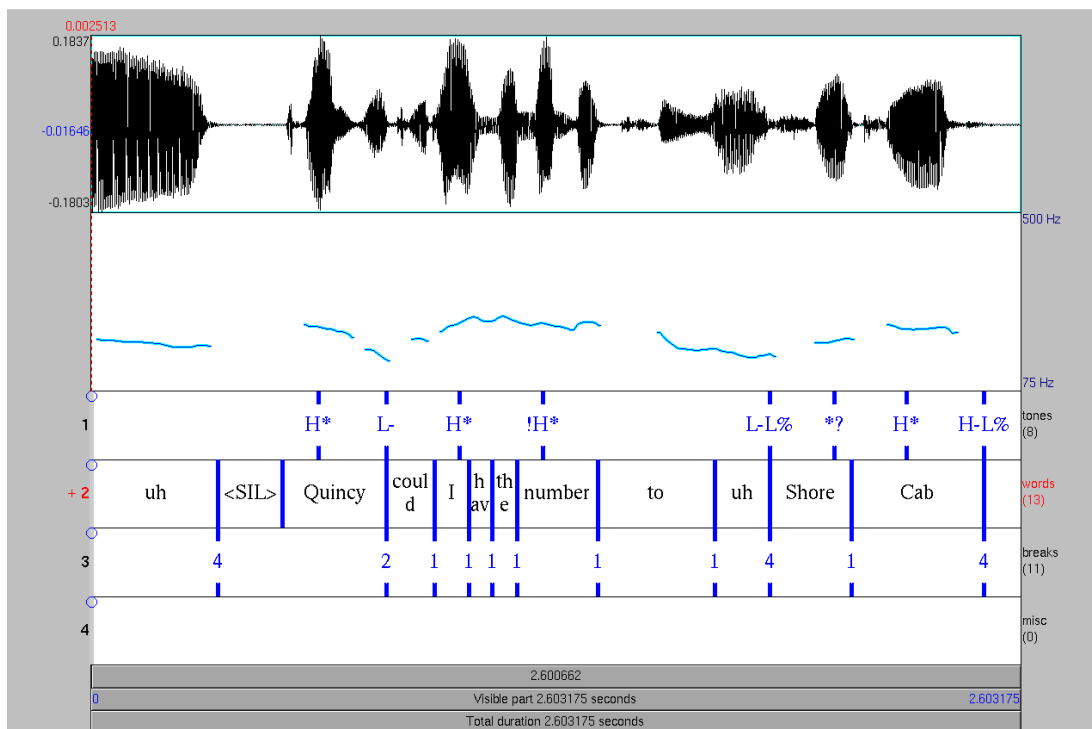 0.002513
0.1837
-0.01646
-0.1803
500 Hz
75 Hz
1 H* L- H* !H* L-L% *? H* H-L% tones
(8)
+ 2 uh <SIL> Quincy coul
d I h
av th
e number to uh Shore Cab words
(13)
3 4 2 1 1 1 1 1 1 4 1 4 breaks
(11)
4 misc
(0)
2.600662
0 Visible part 2.603175 seconds 2.603175
Total duration 2.603175 seconds